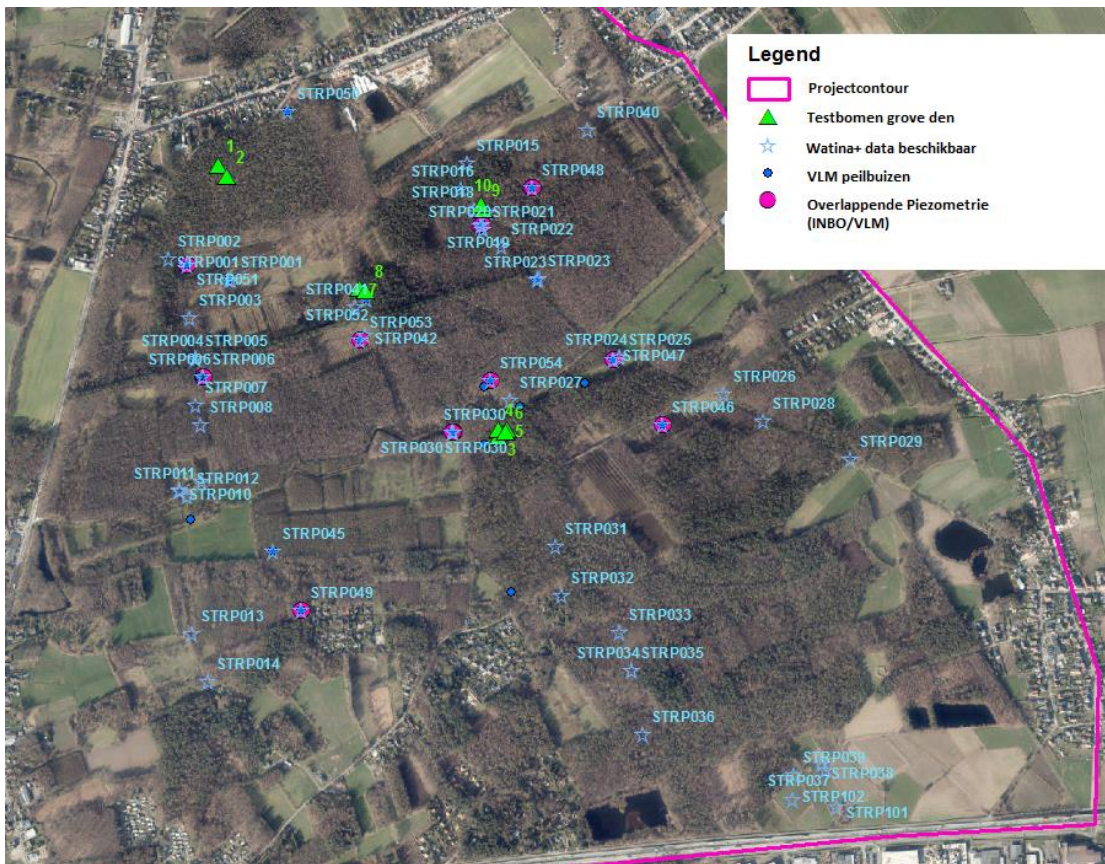 Legend
Projectcontour
Testbomen grove den
Watina+ data beschikbaar
VLM peilbuizen
Overlappende Piezometrie
(INBO/VLM)
STRP050
STRP040
1
2
STRP015
STRP016
STRP048
STRP018
10 9
STRP020 STRP021
STRP022
STRP019
STRP002
STRP001 STRP001
STRP051
STRP023 STRP023
8
STRP041 7
STRP003
STRP052
STRP053
STRP042
STRP004 STRP005
STRP006 STRP006
STRP024 STRP025
STRP047
STRP054
STRP007
STRP027
STRP026
STRP008
STRP030
4 6
5
3
STRP046
STRP028
STRP030 STRP030
STRP029
STRP011 STRP012
STRP010
STRP031
STRP045
STRP032
STRP049
STRP013
STRP033
STRP034 STRP035
STRP014
STRP036
STRP039
STRP037 STRP038
STRP102
STRP101